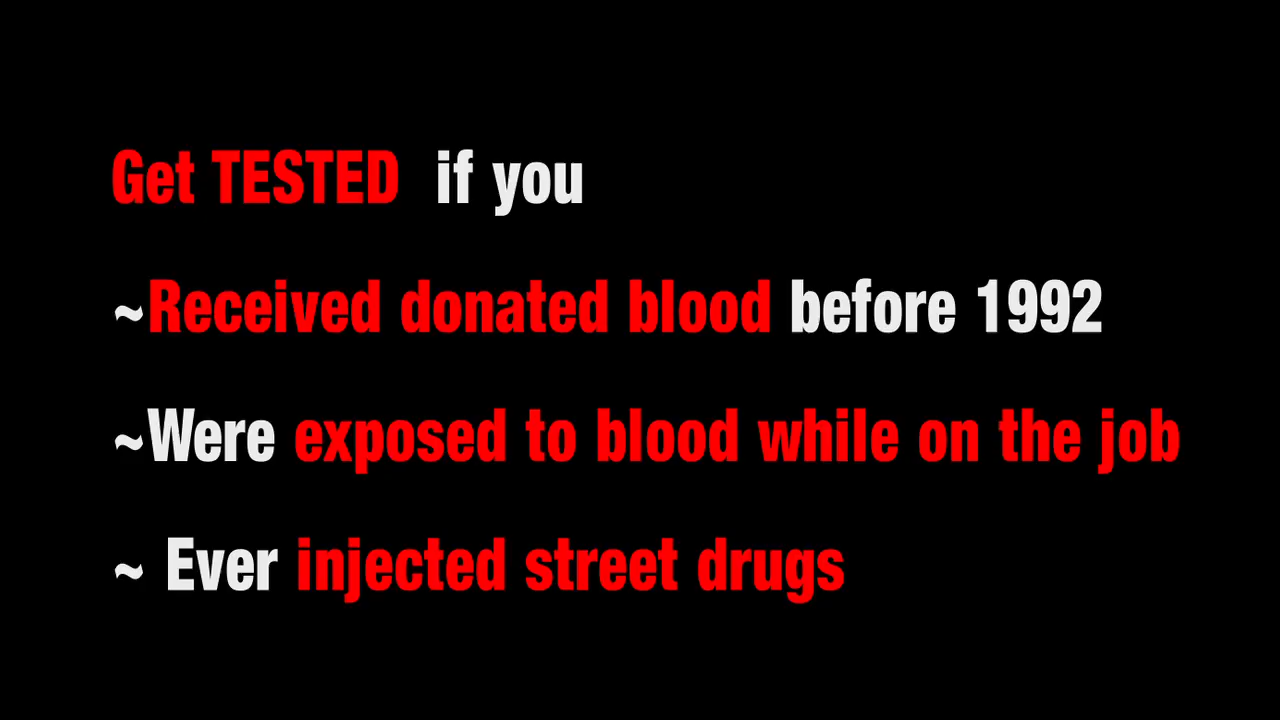 Get TESTED if you
~Received donated blood before 1992
~Were exposed to blood while on the job
~ Ever injected street drugs